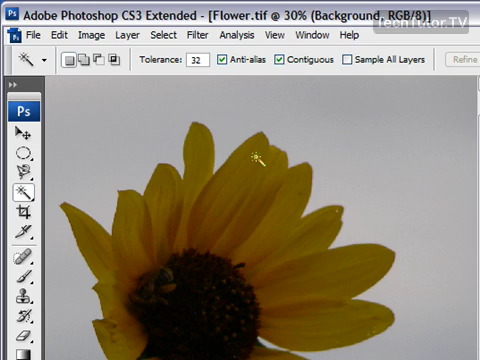 Adobe Photoshop CS3 Extended - [Flower.tif @ 30% (Background, RGB/8)]
TechTutor.TV
Ps File Edit Image Layer Select Filter Analysis View Window Help
Tolerance: 32 Anti-alias Contiguous Sample All Layers Refine
Ps